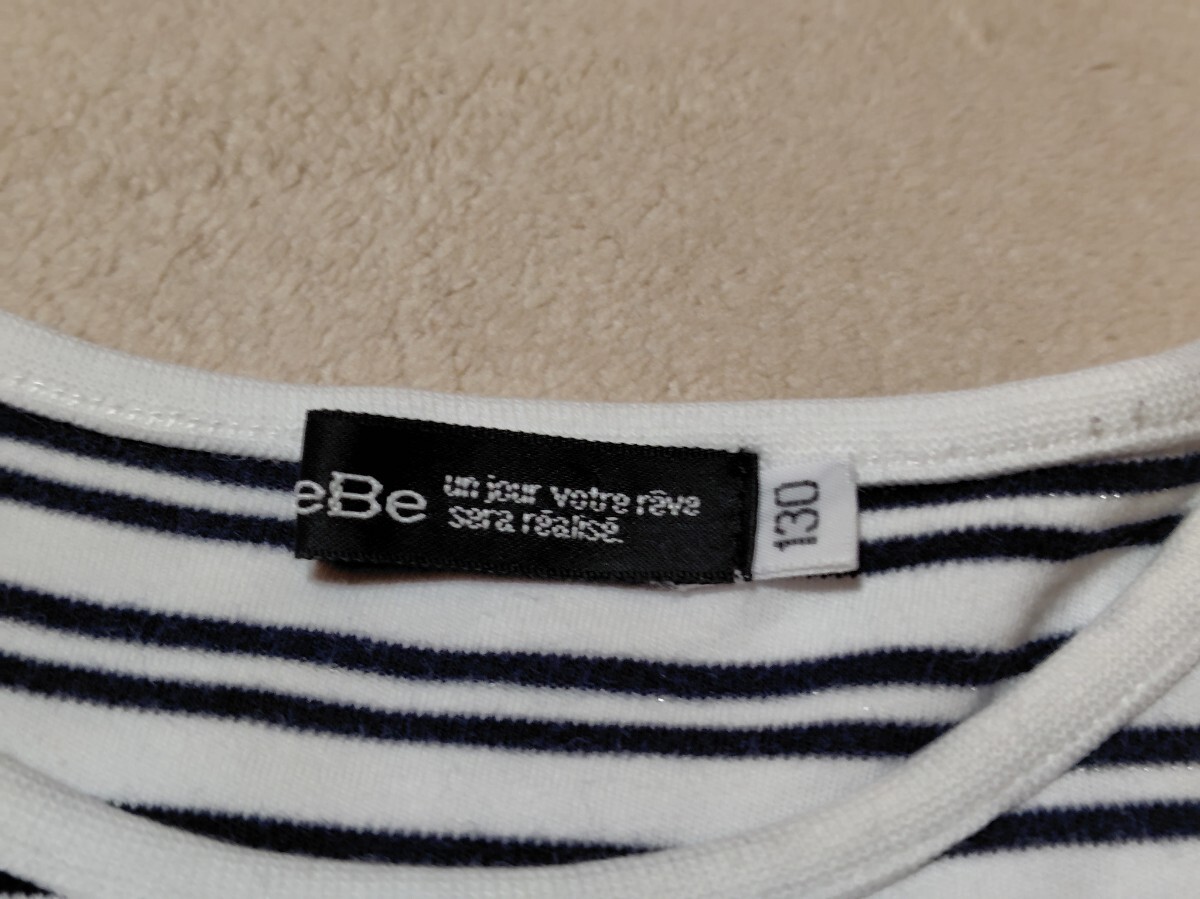 eBe
un jour votre rêve
sera réalisé.
130